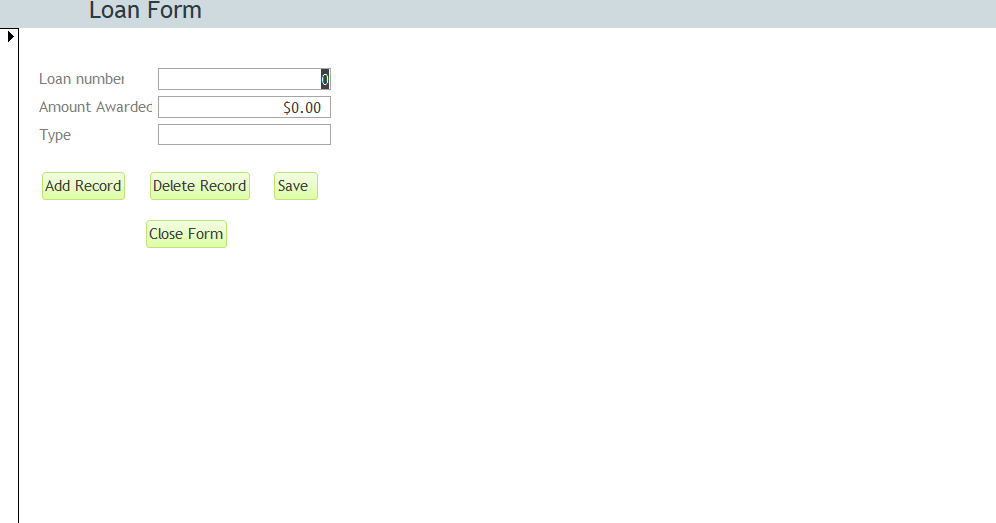 Loan Form
Loan number 0
Amount Awarded $0.00
Type
Add Record Delete Record Save
Close Form